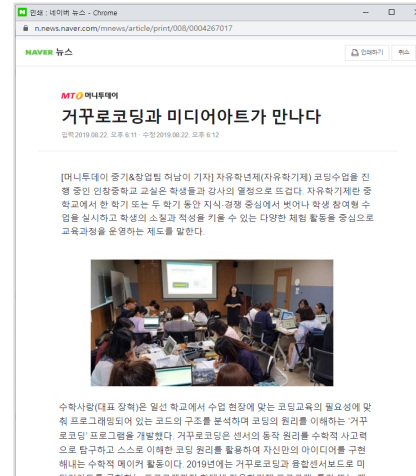 인쇄 : 네이버 뉴스 - Chrome
n.news.naver.com/mnews/article/print/008/0004267017
NAVER 뉴스
인쇄하기 취소
MT 머니투데이
거꾸로코딩과 미디어아트가 만나다
입력 2019.08.22. 오후 6:11 · 수정 2019.08.22. 오후 6:12
[머니투데이 중기&창업팀 허남이 기자] 자유학년제(자유학기제) 코딩수업을 진
행 중인 인창중학교 교실은 학생들과 강사의 열정으로 뜨겁다. 자유학기제란 중
학교에서 한 학기 또는 두 학기 동안 지식·경쟁 중심에서 벗어나 학생 참여형 수
업을 실시하고 학생의 소질과 적성을 키울 수 있는 다양한 체험 활동을 중심으로
교육과정을 운영하는 제도를 말한다.
수학사랑(대표 장혁)은 일선 학교에서 수업 현장에 맞는 코딩교육의 필요성에 맞
춰 프로그래밍되어 있는 코드의 구조를 분석하며 코딩의 원리를 이해하는 '거꾸
로코딩' 프로그램을 개발했다. 거꾸로코딩은 센서의 동작 원리를 수학적 사고력
으로 탐구하고 스스로 이해한 코딩 원리를 활용하여 자신만의 아이디어를 구현
해내는 수학적 메이커 활동이다. 2019년에는 거꾸로코딩과 융합센서보드로 미